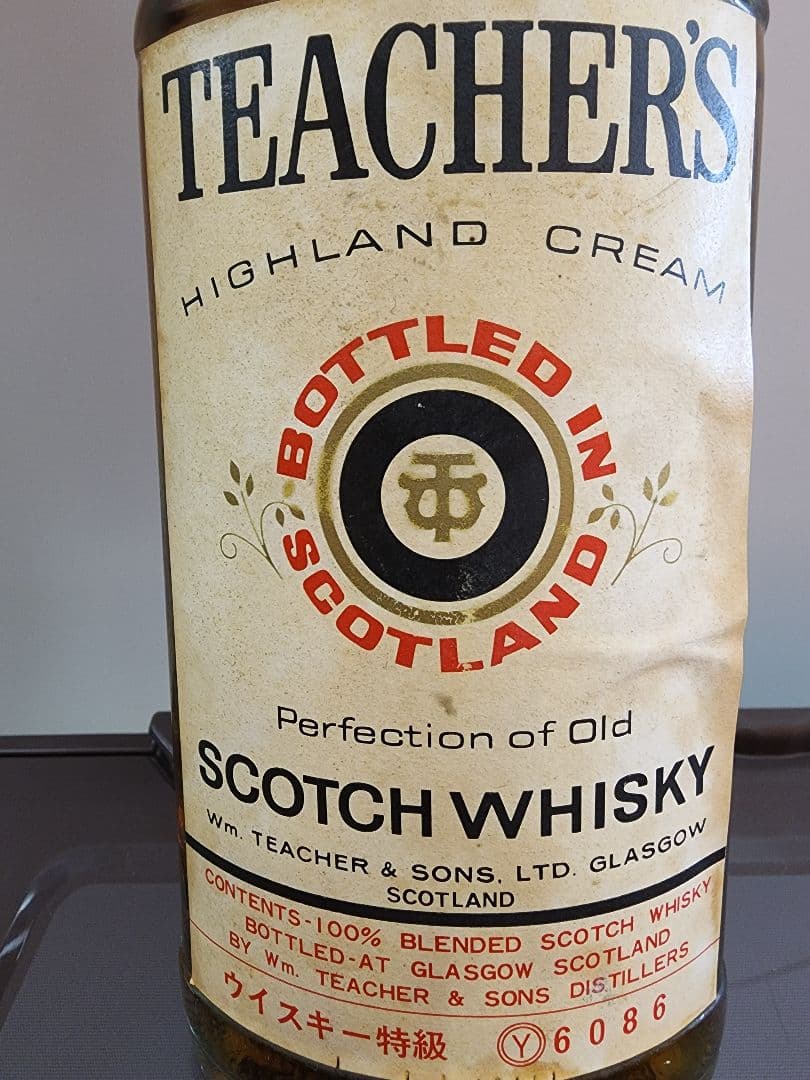 TEACHER'S
HIGHLAND CREAM
BOTTLED IN
SCOTLAND
Perfection of Old
SCOTCH WHISKY
Wm. TEACHER & SONS, LTD. GLASGOW
SCOTLAND
CONTENTS-100% BLENDED SCOTCH WHISKY
BOTTLED-AT GLASGOW SCOTLAND
BY Wm. TEACHER & SONS DISTILLERS
ウイスキー特級 Ⓨ6086